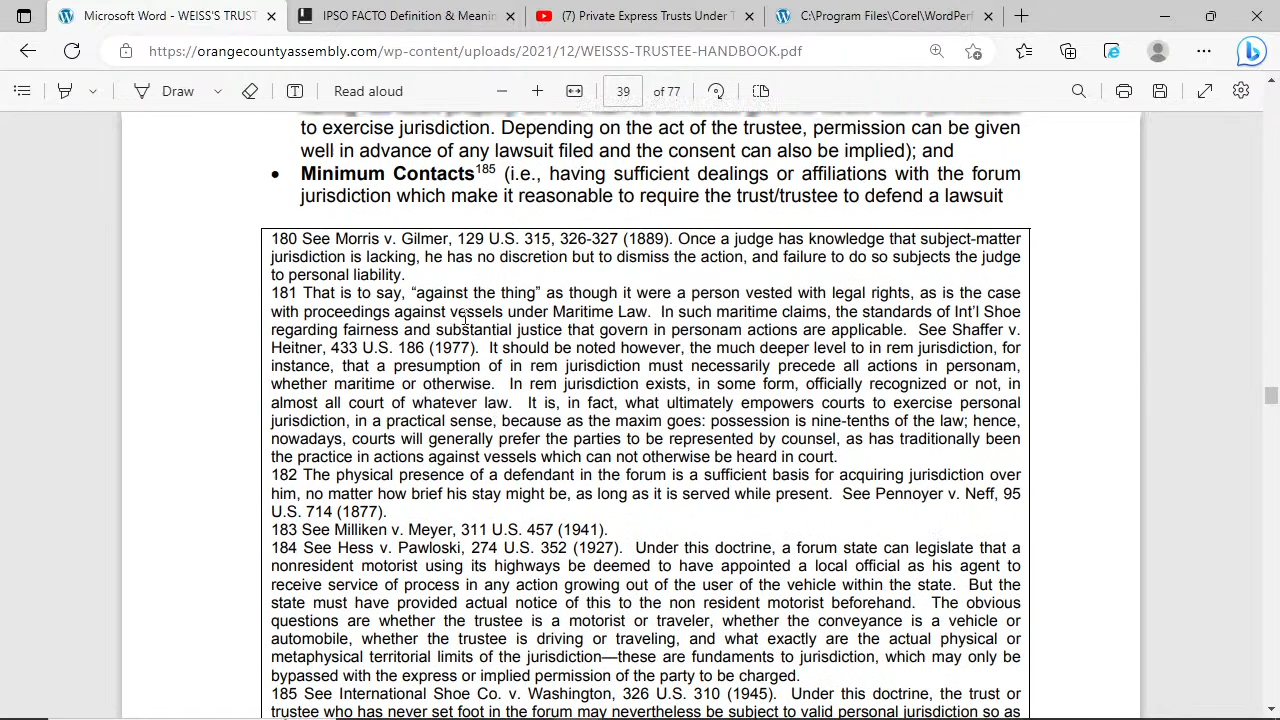 Microsoft Word - WEISS'S TRUST
IPSO FACTO Definition & Meanin
(7) Private Express Trusts Under T
C:\Program Files\Corel\WordPerf
https://orangecountyassembly.com/wp-content/uploads/2021/12/WEISSS-TRUSTEE-HANDBOOK.pdf
Draw
Read aloud
39 of 77
to exercise jurisdiction. Depending on the act of the trustee, permission can be given
well in advance of any lawsuit filed and the consent can also be implied); and
• Minimum Contacts185 (i.e., having sufficient dealings or affiliations with the forum
jurisdiction which make it reasonable to require the trust/trustee to defend a lawsuit
180 See Morris v. Gilmer, 129 U.S. 315, 326-327 (1889). Once a judge has knowledge that subject-matter
jurisdiction is lacking, he has no discretion but to dismiss the action, and failure to do so subjects the judge
to personal liability.
181 That is to say, “against the thing” as though it were a person vested with legal rights, as is the case
with proceedings against vessels under Maritime Law. In such maritime claims, the standards of Int’l Shoe
regarding fairness and substantial justice that govern in personam actions are applicable. See Shaffer v.
Heitner, 433 U.S. 186 (1977). It should be noted however, the much deeper level to in rem jurisdiction, for
instance, that a presumption of in rem jurisdiction must necessarily precede all actions in personam,
whether maritime or otherwise. In rem jurisdiction exists, in some form, officially recognized or not, in
almost all court of whatever law. It is, in fact, what ultimately empowers courts to exercise personal
jurisdiction, in a practical sense, because as the maxim goes: possession is nine-tenths of the law; hence,
nowadays, courts will generally prefer the parties to be represented by counsel, as has traditionally been
the practice in actions against vessels which can not otherwise be heard in court.
182 The physical presence of a defendant in the forum is a sufficient basis for acquiring jurisdiction over
him, no matter how brief his stay might be, as long as it is served while present. See Pennoyer v. Neff, 95
U.S. 714 (1877).
183 See Milliken v. Meyer, 311 U.S. 457 (1941).
184 See Hess v. Pawloski, 274 U.S. 352 (1927). Under this doctrine, a forum state can legislate that a
nonresident motorist using its highways be deemed to have appointed a local official as his agent to
receive service of process in any action growing out of the user of the vehicle within the state. But the
state must have provided actual notice of this to the non resident motorist beforehand. The obvious
questions are whether the trustee is a motorist or traveler, whether the conveyance is a vehicle or
automobile, whether the trustee is driving or traveling, and what exactly are the actual physical or
metaphysical territorial limits of the jurisdiction—these are fundaments to jurisdiction, which may only be
bypassed with the express or implied permission of the party to be charged.
185 See International Shoe Co. v. Washington, 326 U.S. 310 (1945). Under this doctrine, the trust or
trustee who has never set foot in the forum may nevertheless be subject to valid personal jurisdiction so as